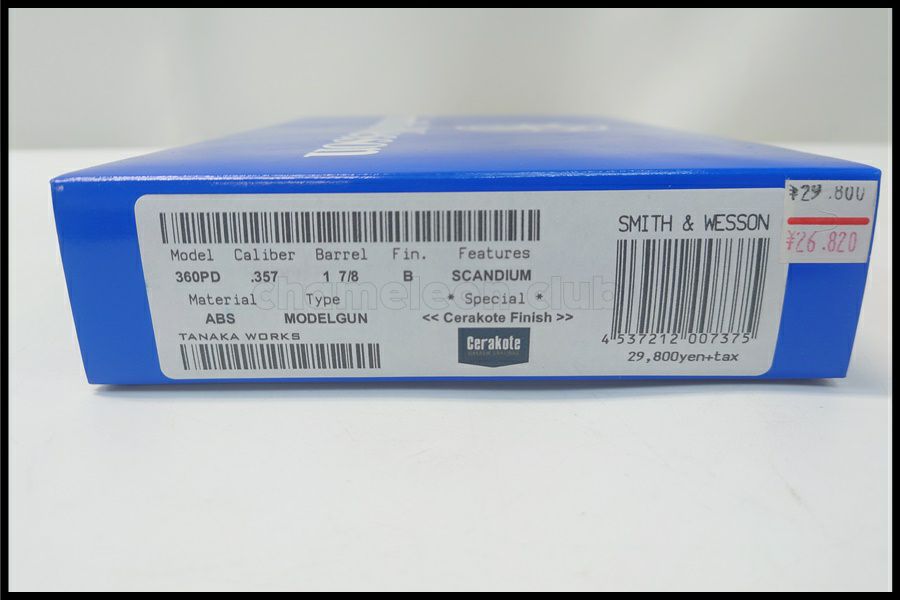 WESSON
SMITH & WESSON
¥29.800
¥26.820
Model Caliber Barrel Fin. Features
360PD .357 1 7/8 B SCANDIUM
Material Type * Special *
ABS MODELGUN << Cerakote Finish >>
TANAKA WORKS
Cerakote
4 537212 007375
29,800yen+tax
chameleon club